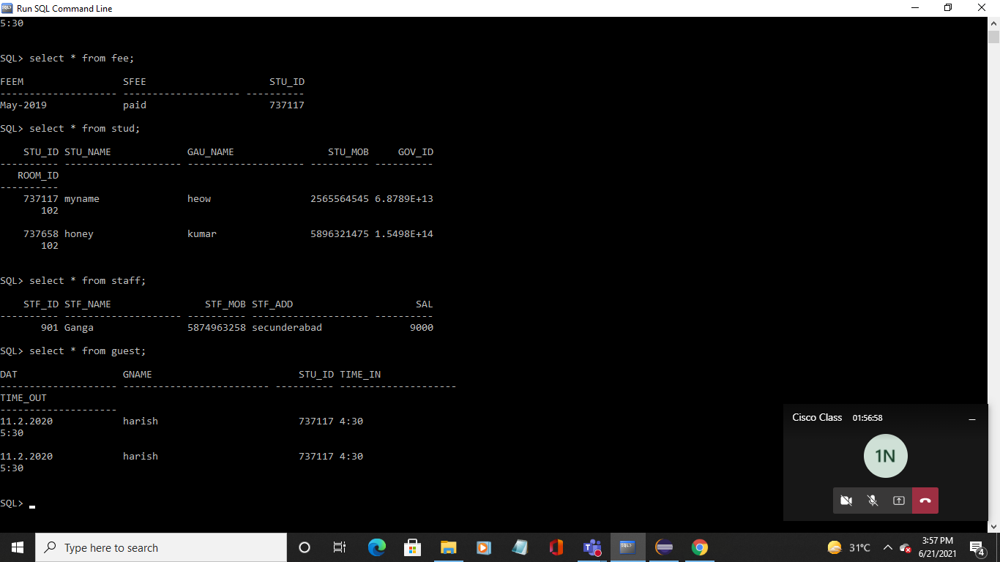 Run SQL Command Line
5:30
SQL> select * from fee;
FEEM                 SFEE                     STU_ID
-------------------- -------------------- ----------
May-2019             paid                     737117
SQL> select * from stud;
    STU_ID STU_NAME             GAU_NAME                STU_MOB     GOV_ID
---------- -------------------- -------------------- ---------- ----------
   ROOM_ID
----------
    737117 myname               heow                 2565564545 6.8789E+13
       102
    737658 honey                kumar                5896321475 1.5498E+14
       102
SQL> select * from staff;
    STF_ID STF_NAME                STF_MOB STF_ADD                     SAL
---------- -------------------- ---------- -------------------- ----------
       901 Ganga                5874963258 secunderabad               9000
SQL> select * from guest;
DAT                  GNAME                         STU_ID TIME_IN
-------------------- ------------------------- ---------- --------------------
TIME_OUT
--------------------
11.2.2020            harish                        737117 4:30
5:30
11.2.2020            harish                        737117 4:30
5:30
SQL>
Cisco Class 01:56:58
1N
Type here to search
SQL>
31°C
3:57 PM
6/21/2021
4